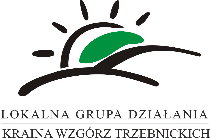 LOKALNA GRUPA DZIAŁANIA
KRAINA WZGÓRZ TRZEBNICKICH